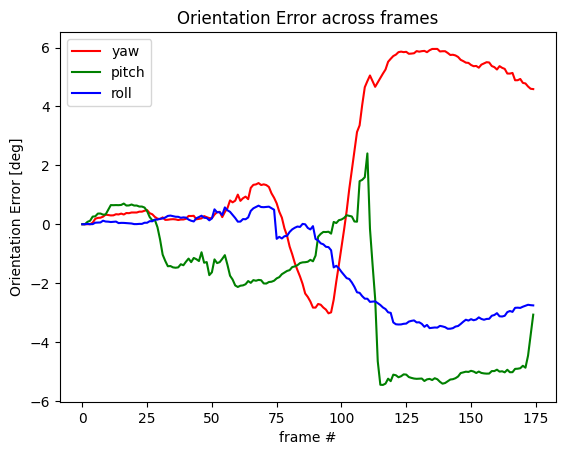 Orientation Error across frames
yaw
pitch
roll
Orientation Error [deg]
6
4
2
0
−2
−4
−6
0 25 50 75 100 125 150 175
frame #